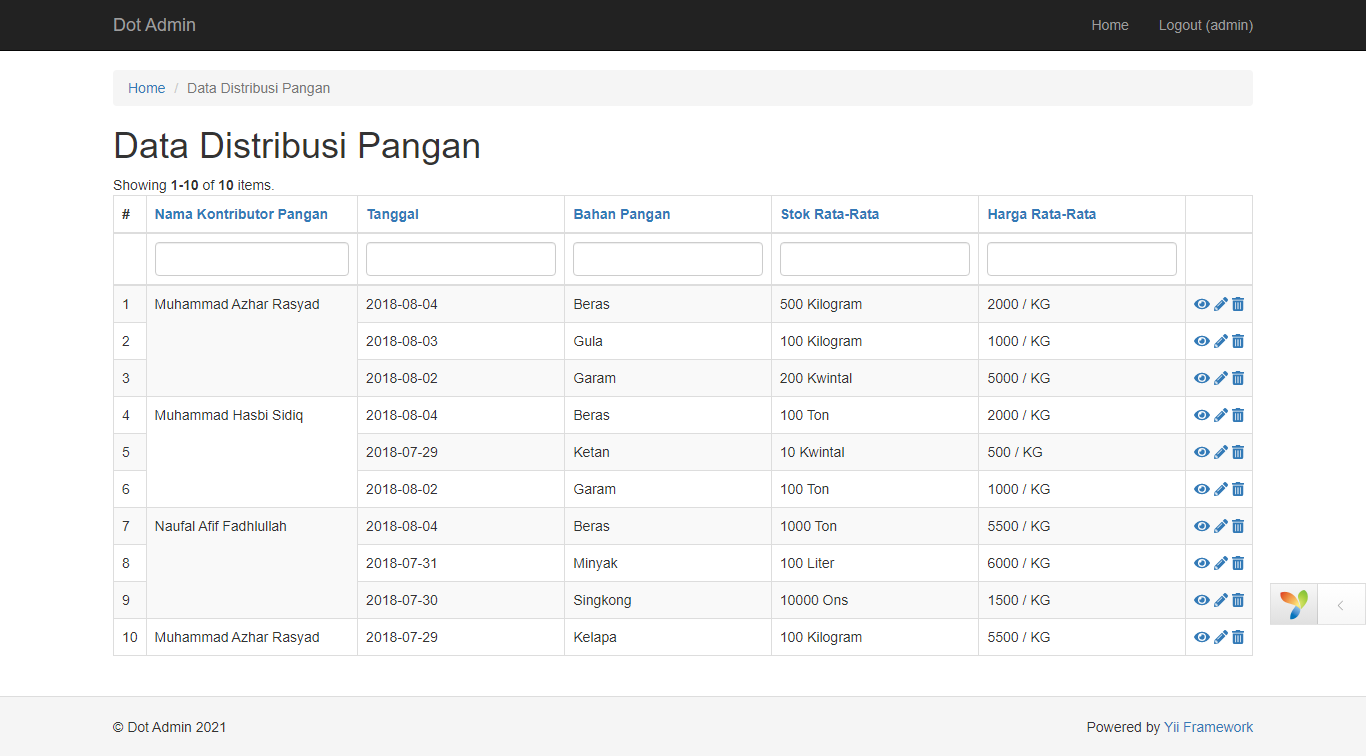 Dot Admin Home Logout (admin)
Home / Data Distribusi Pangan
Data Distribusi Pangan
Showing 1-10 of 10 items.
# Nama Kontributor Pangan Tanggal Bahan Pangan Stok Rata-Rata Harga Rata-Rata
1 Muhammad Azhar Rasyad 2018-08-04 Beras 500 Kilogram 2000 / KG
2 2018-08-03 Gula 100 Kilogram 1000 / KG
3 2018-08-02 Garam 200 Kwintal 5000 / KG
4 Muhammad Hasbi Sidiq 2018-08-04 Beras 100 Ton 2000 / KG
5 2018-07-29 Ketan 10 Kwintal 500 / KG
6 2018-08-02 Garam 100 Ton 1000 / KG
7 Naufal Afif Fadhlullah 2018-08-04 Beras 1000 Ton 5500 / KG
8 2018-07-31 Minyak 100 Liter 6000 / KG
9 2018-07-30 Singkong 10000 Ons 1500 / KG
10 Muhammad Azhar Rasyad 2018-07-29 Kelapa 100 Kilogram 5500 / KG
© Dot Admin 2021 Powered by Yii Framework